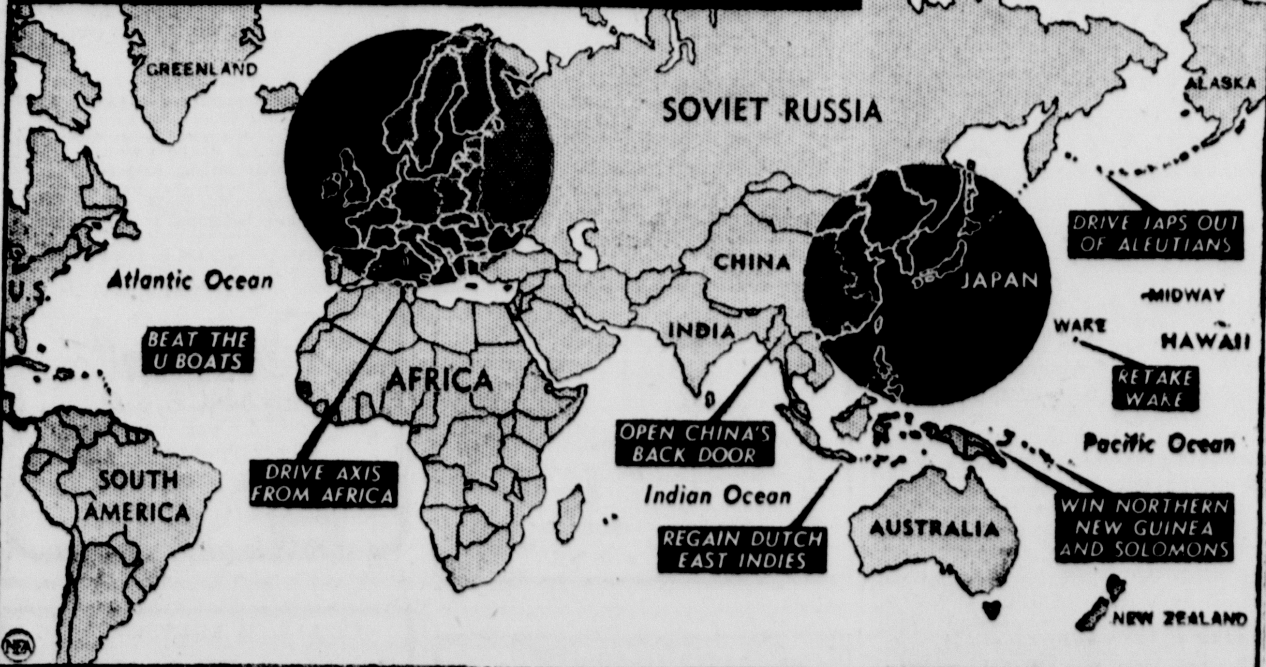 GREENLAND
SOVIET RUSSIA
ALASKA
DRIVE JAPS OUT
OF ALEUTIANS
CHINA
JAPAN
U.S.
Atlantic Ocean
MIDWAY
BEAT THE
U BOATS
INDIA
WAKE
HAWAII
AFRICA
RETAKE
WAKE
OPEN CHINA'S
BACK DOOR
Pacific Ocean
DRIVE AXIS
FROM AFRICA
SOUTH
AMERICA
Indian Ocean
WIN NORTHERN
NEW GUINEA
AND SOLOMONS
REGAIN DUTCH
EAST INDIES
AUSTRALIA
NEW ZEALAND
NEA